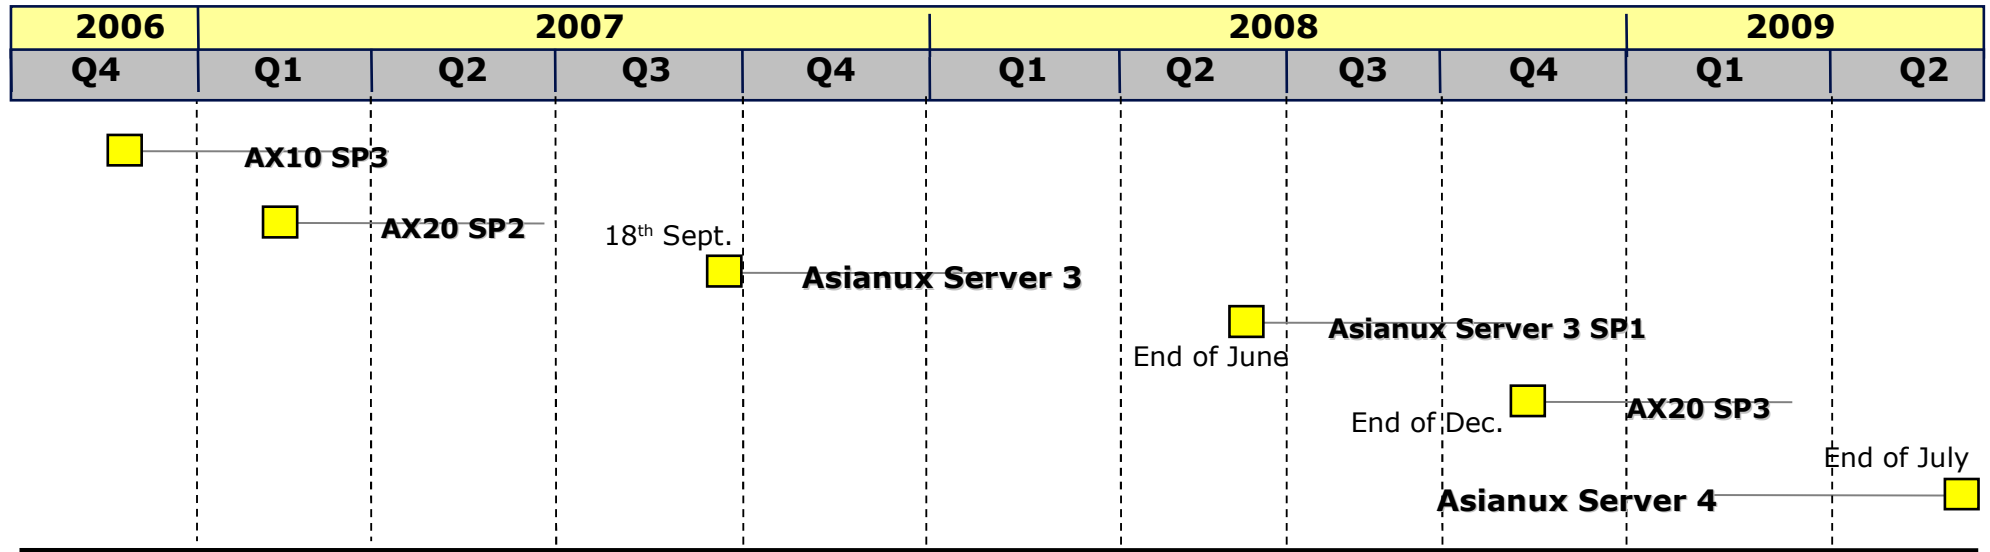 2006 2007 2008 2009
Q4 Q1 Q2 Q3 Q4 Q1 Q2 Q3 Q4 Q1 Q2
AX10 SP3
AX20 SP2
18th Sept.
Asianux Server 3
Asianux Server 3 SP1
End of June
AX20 SP3
End of Dec.
End of July
Asianux Server 4